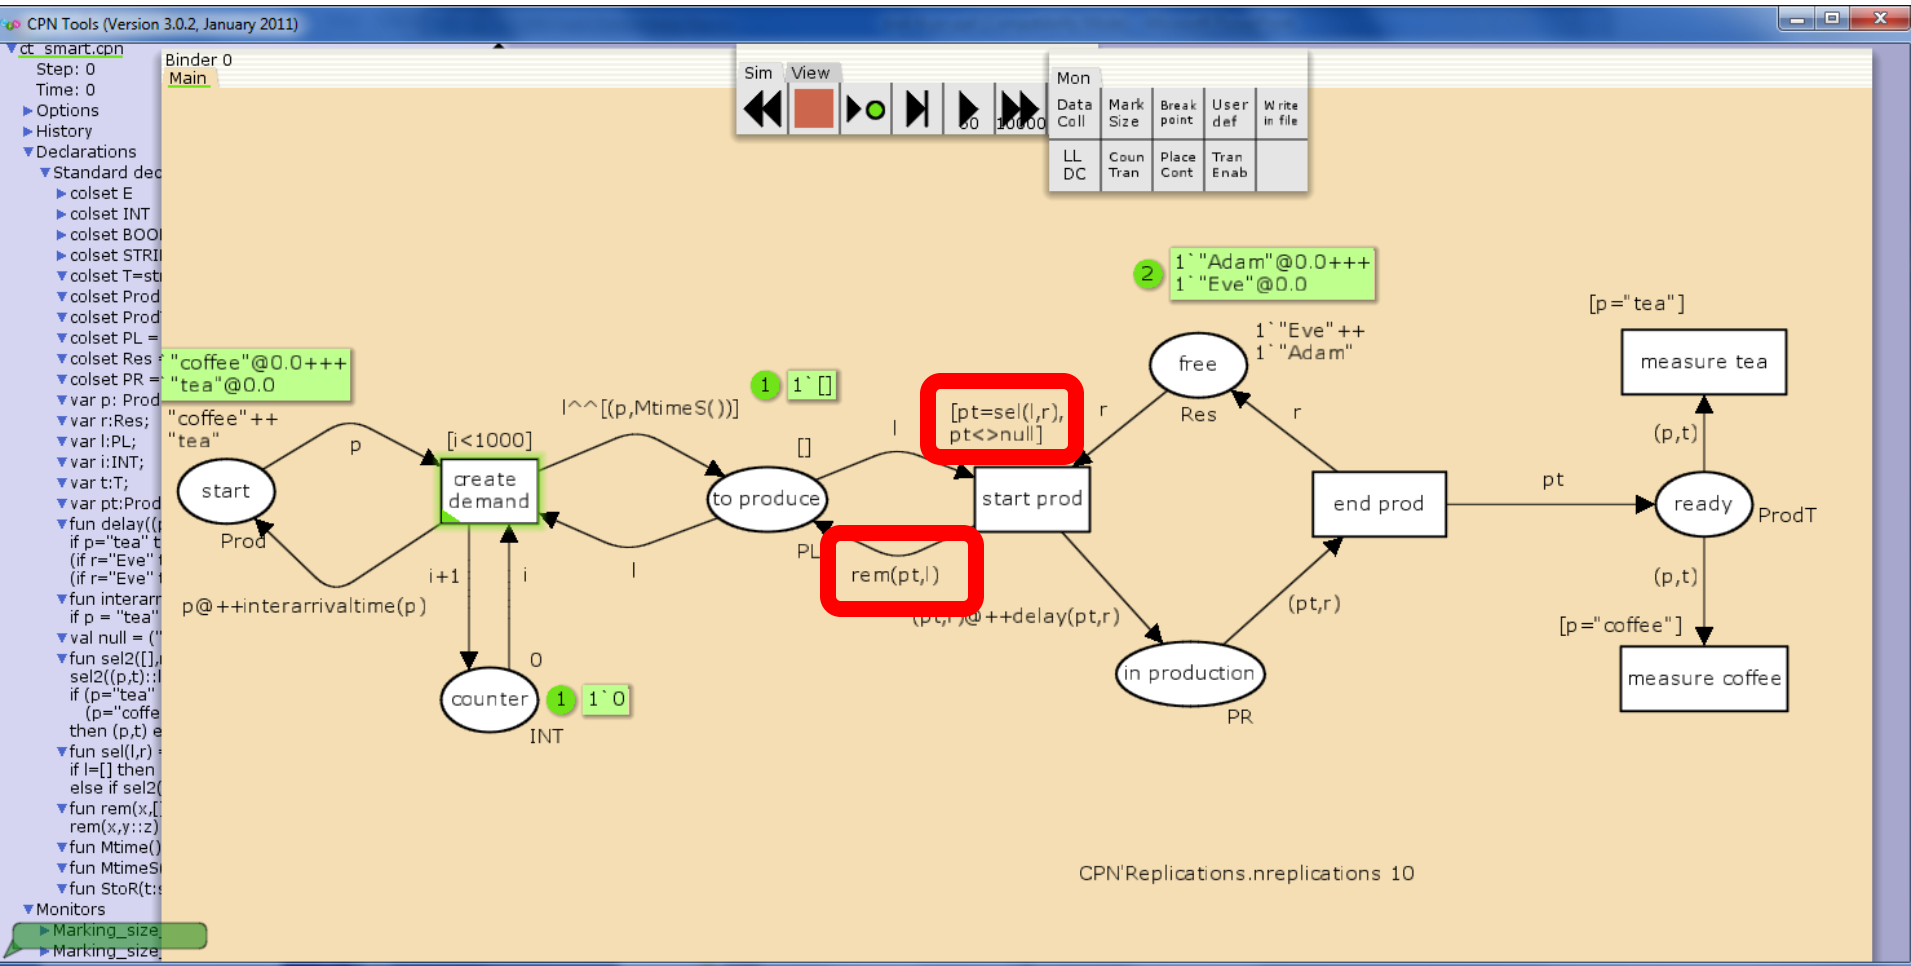 CPN Tools (Version 3.0.2, January 2011)
ct_smart.cpn
Step: 0
Time: 0
Options
History
Declarations
Standard dec
colset E
colset INT
colset BOO
colset STRI
colset T=st
colset Prod
colset Prod
colset PL =
colset Res
colset PR =
var p: Prod
var r:Res;
var l:PL;
var i:INT;
var t:T;
var pt:Prod
fun delay((p
if p="tea" t
(if r="Eve" t
(if r="Eve" t
fun interarr
if p = "tea"
val null = ("
fun sel2([],
sel2((p,t)::l
if (p="tea"
(p="coffe
then (p,t) e
fun sel(l,r) =
if l=[] then
else if sel2(
fun rem(x,[]
rem(x,y::z)
fun Mtime()
fun MtimeS(
fun StoR(t:s
Monitors
Marking_size_
Marking_size_
Binder 0
Main
Sim View
50 10000
Mon
Data Coll
Mark Size
Break point
User def
Write in file
LL DC
Coun Tran
Place Cont
Tran Enab
"coffee"@0.0+++
"tea"@0.0
"coffee"++
"tea"
start
Prod
p
p@++interarrivaltime(p)
[i<1000]
create
demand
i+1
i
0
counter
1 1`0
INT
l^^[(p,MtimeS())]
1 1`[]
[]
to produce
PL
l
l
[pt=sel(l,r),
pt<>null]
start prod
rem(pt,l)
(pt,r)@++delay(pt,r)
2
1`"Adam"@0.0+++
1`"Eve"@0.0
1`"Eve"++
1`"Adam"
free
Res
r
r
in production
PR
(pt,r)
end prod
pt
ready
ProdT
[p="tea"]
measure tea
(p,t)
(p,t)
[p="coffee"]
measure coffee
CPN'Replications.nreplications 10